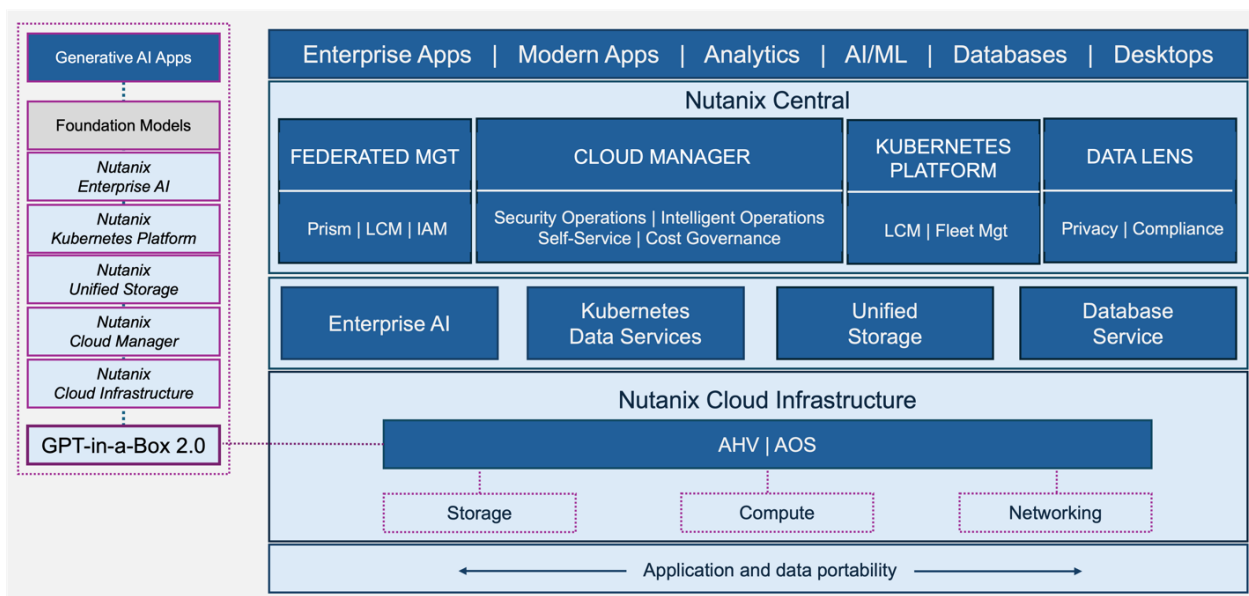 Generative AI Apps
Foundation Models
Nutanix
Enterprise AI
Nutanix
Kubernetes Platform
Nutanix
Unified Storage
Nutanix
Cloud Manager
Nutanix
Cloud Infrastructure
GPT-in-a-Box 2.0
Enterprise Apps | Modern Apps | Analytics | AI/ML | Databases | Desktops
Nutanix Central
FEDERATED MGT
Prism | LCM | IAM
CLOUD MANAGER
Security Operations | Intelligent Operations
Self-Service | Cost Governance
KUBERNETES
PLATFORM
LCM | Fleet Mgt
DATA LENS
Privacy | Compliance
Enterprise AI
Kubernetes
Data Services
Unified
Storage
Database
Service
Nutanix Cloud Infrastructure
AHV | AOS
Storage
Compute
Networking
Application and data portability